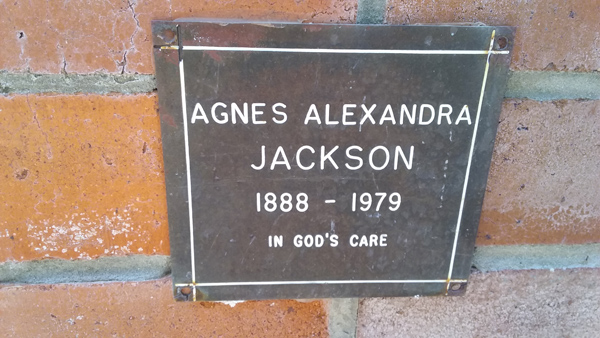 AGNES ALEXANDRA
JACKSON
1888 - 1979
IN GOD'S CARE